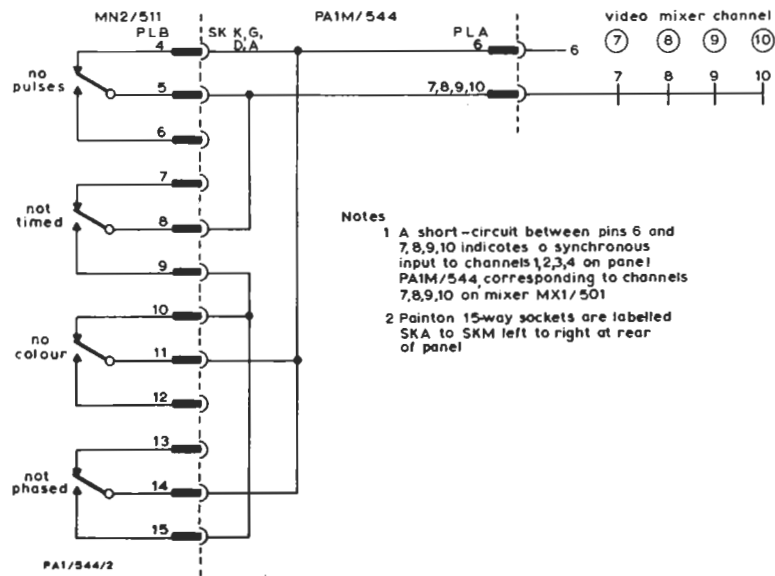 MN2/511
PA1M/544
video mixer channel
PLB
SK K,G,
D,A
PLA
7 8 9 10
4
6
6
no
pulses
5
7,8,9,10
7 8 9 10
6
7
not
timed
8
9
Notes
1 A short-circuit between pins 6 and
7,8,9,10 indicates a synchronous
input to channels 1,2,3,4 on panel
PA1M/544, corresponding to channels
7,8,9,10 on mixer MX1/501
2 Painton 15-way sockets are labelled
SKA to SKM left to right at rear
of panel
10
no
colour
11
12
13
not
phased
14
15
PA1/544/2